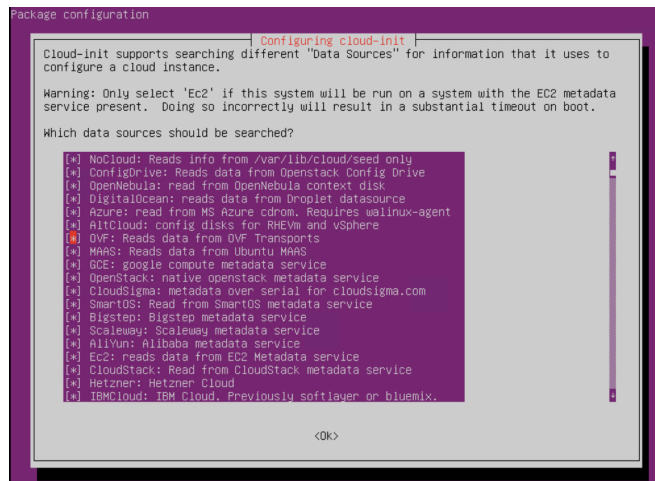 Package configuration
Configuring cloud-init
Cloud-init supports searching different "Data Sources" for information that it uses to
configure a cloud instance.
Warning: Only select 'Ec2' if this system will be run on a system with the EC2 metadata
service present.  Doing so incorrectly will result in a substantial timeout on boot.
Which data sources should be searched?
[*] NoCloud: Reads info from /var/lib/cloud/seed only
[*] ConfigDrive: Reads data from Openstack Config Drive
[*] OpenNebula: read from OpenNebula context disk
[*] DigitalOcean: reads data from Droplet datasource
[*] Azure: read from MS Azure cdrom. Requires walinux-agent
[*] AltCloud: config disks for RHEVm and vSphere
[*] OVF: Reads data from OVF Transports
[*] MAAS: Reads data from Ubuntu MAAS
[*] GCE: google compute metadata service
[*] OpenStack: native openstack metadata service
[*] CloudSigma: metadata over serial for cloudsigma.com
[*] SmartOS: Read from SmartOS metadata service
[*] Bigstep: Bigstep metadata service
[*] Scaleway: Scaleway metadata service
[*] AliYun: Alibaba metadata service
[*] Ec2: reads data from EC2 Metadata service
[*] CloudStack: Read from CloudStack metadata service
[*] Hetzner: Hetzner Cloud
[*] IBMCloud: IBM Cloud. Previously softlayer or bluemix.
<Ok>